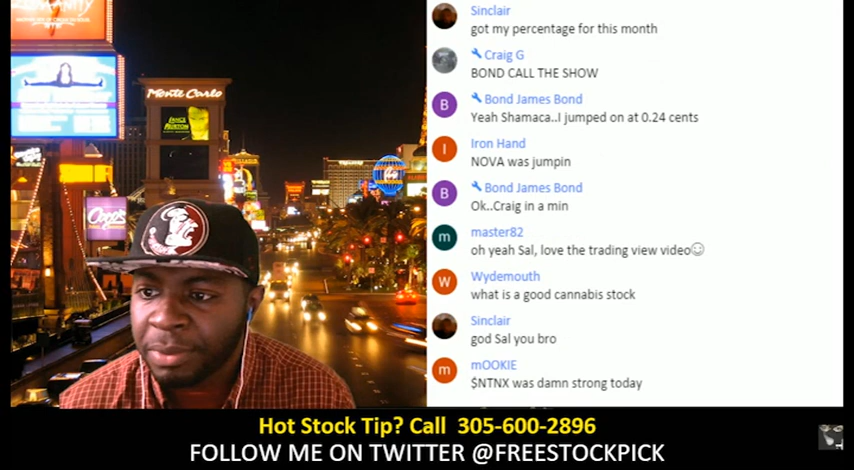 Monte Carlo
Sinclair
got my percentage for this month
Craig G
BOND CALL THE SHOW
B
Bond James Bond
Yeah Shamaca..I jumped on at 0.24 cents
I
Iron Hand
NOVA was jumpin
B
Bond James Bond
Ok..Craig in a min
m
master82
oh yeah Sal, love the trading view video
W
Wydemouth
what is a good cannabis stock
Sinclair
god Sal you bro
m
mOOKIE
$NTNX was damn strong today
Hot Stock Tip? Call 305-600-2896
FOLLOW ME ON TWITTER @FREESTOCKPICK